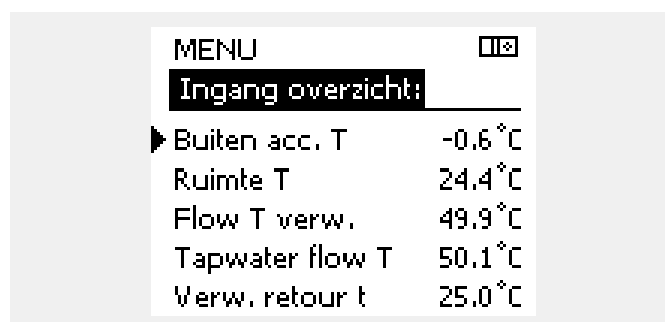 MENU
Ingang overzicht:
Buiten acc. T -0.6°C
Ruimte T 24.4°C
Flow T verw. 49.9°C
Tapwater flow T 50.1°C
Verw. retour t 25.0°C